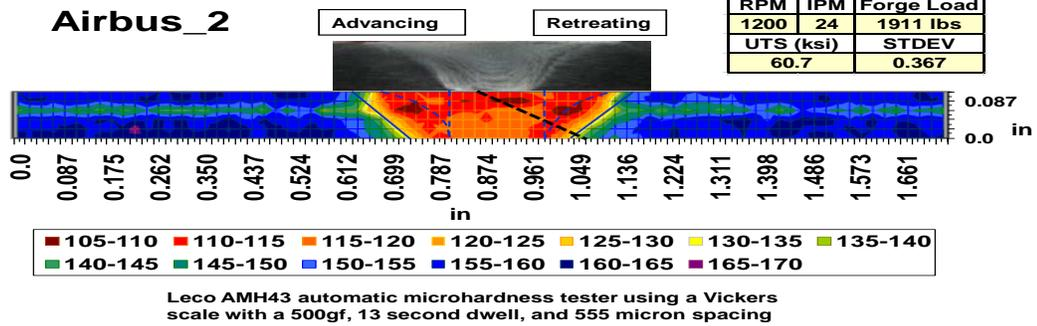 Airbus_2
Advancing
Retreating
RPM IPM Forge Load
1200 24 1911 lbs
UTS (ksi) STDEV
60.7 0.367
0.087
0.0
in
0.0 0.087 0.175 0.262 0.350 0.437 0.524 0.612 0.699 0.787 0.874 0.961 1.049 1.136 1.224 1.311 1.398 1.486 1.573 1.661
in
105-110 110-115 115-120 120-125 125-130 130-135 135-140
140-145 145-150 150-155 155-160 160-165 165-170
Leco AMH43 automatic microhardness tester using a Vickers
scale with a 500gf, 13 second dwell, and 555 micron spacing